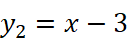 y₂ = x − 3